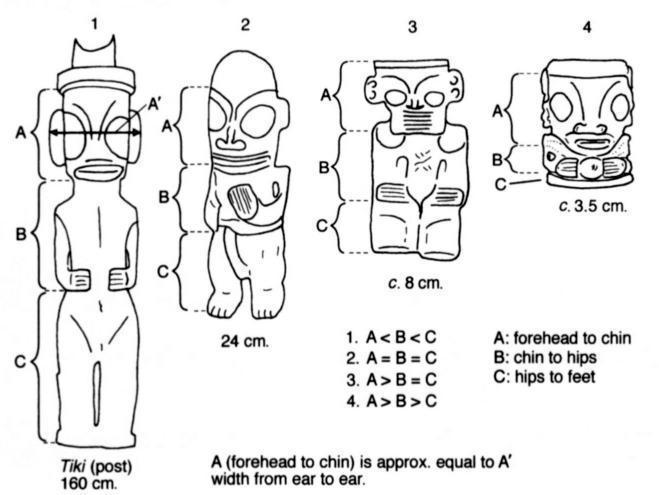 1
2
3
4
A
A′
B
C
Tiki (post)
160 cm.
A
B
C
24 cm.
A
B
C
c. 8 cm.
A
B
C
c. 3.5 cm.
1. A < B < C
2. A = B = C
3. A > B = C
4. A > B > C
A: forehead to chin
B: chin to hips
C: hips to feet
A (forehead to chin) is approx. equal to A′
width from ear to ear.